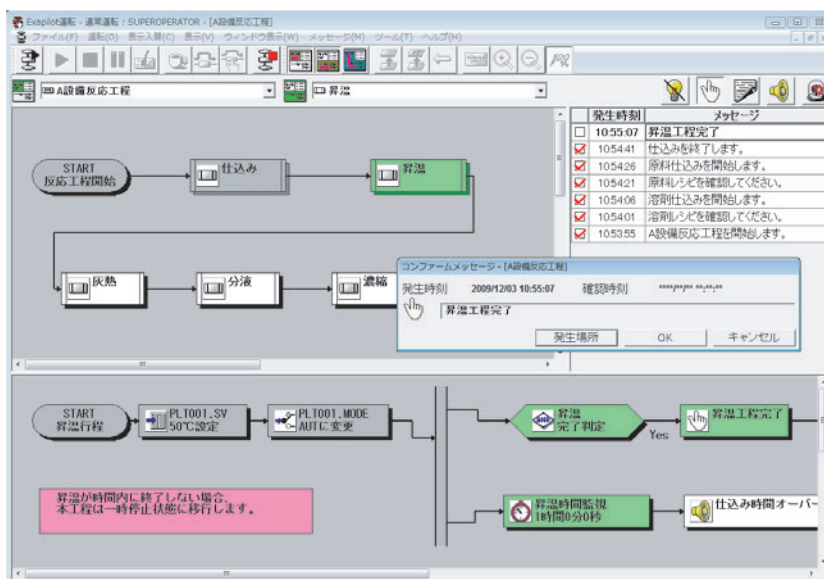 Exapilot運転 - 通常運転 : SUPEROPERATOR - [A設備反応工程]
ファイル(F) 運転(O) 表示入替(C) 表示(V) ウィンドウ表示(W) メッセージ(M) ツール(T) ヘルプ(H)
A設備反応工程
昇温
発生時刻 メッセージ
10:55:07 昇温工程完了
10:54:41 仕込みを終了します。
10:54:26 原料仕込みを開始します。
10:54:21 原料レシピを確認してください。
10:54:06 溶剤仕込みを開始します。
10:54:01 溶剤レシピを確認してください。
10:53:55 A設備反応工程を開始します。
START
反応工程開始
仕込み
昇温
灰熱
分液
濃縮
コンファームメッセージ - [A設備反応工程]
発生時刻 2009/12/03 10:55:07 確認時刻 ****/**/** **:**:**
昇温工程完了
発生場所 OK キャンセル
START
昇温行程
PLT001.SV
50℃設定
PLT001.MODE
AUTに変更
昇温
完了判定
Yes
昇温工程完了
昇温が時間内に終了しない場合、
本工程は一時停止状態に移行します。
昇温時間監視
1時間0分0秒
仕込み時間オーバー